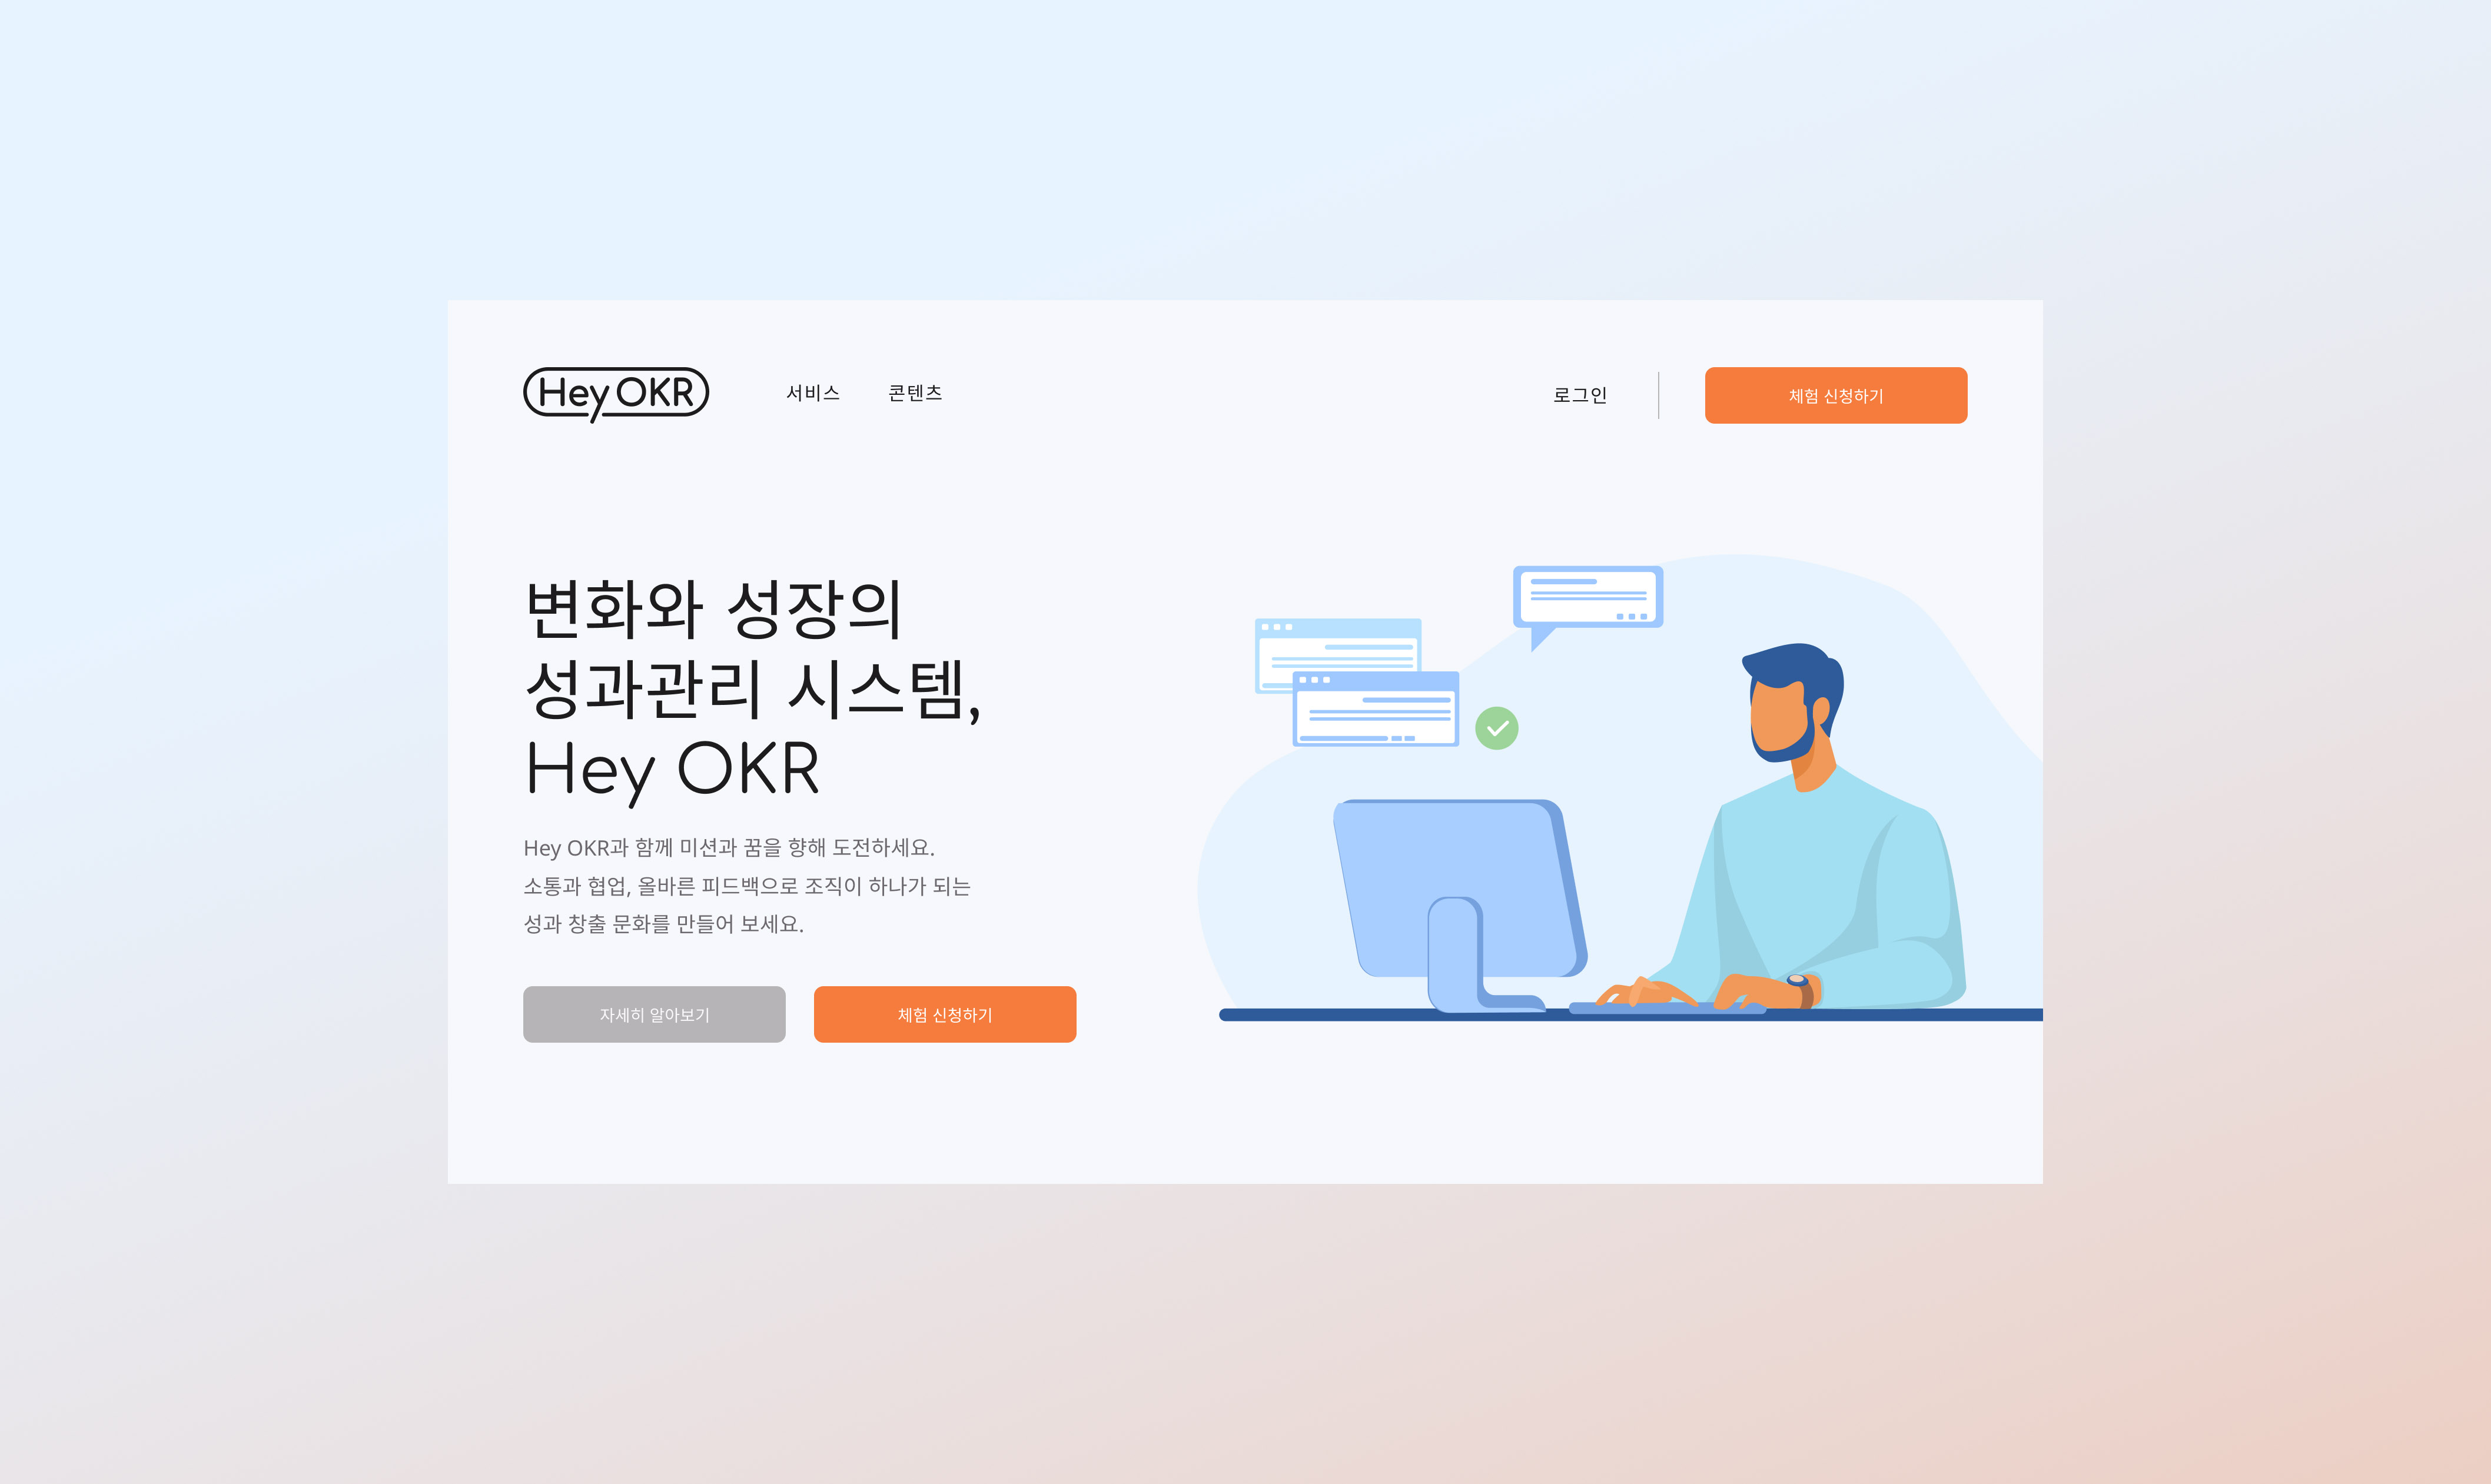 Hey OKR
서비스
콘텐츠
로그인
체험 신청하기
변화와 성장의
성과관리 시스템,
Hey OKR
Hey OKR과 함께 미션과 꿈을 향해 도전하세요.
소통과 협업, 올바른 피드백으로 조직이 하나가 되는
성과 창출 문화를 만들어 보세요.
자세히 알아보기
체험 신청하기